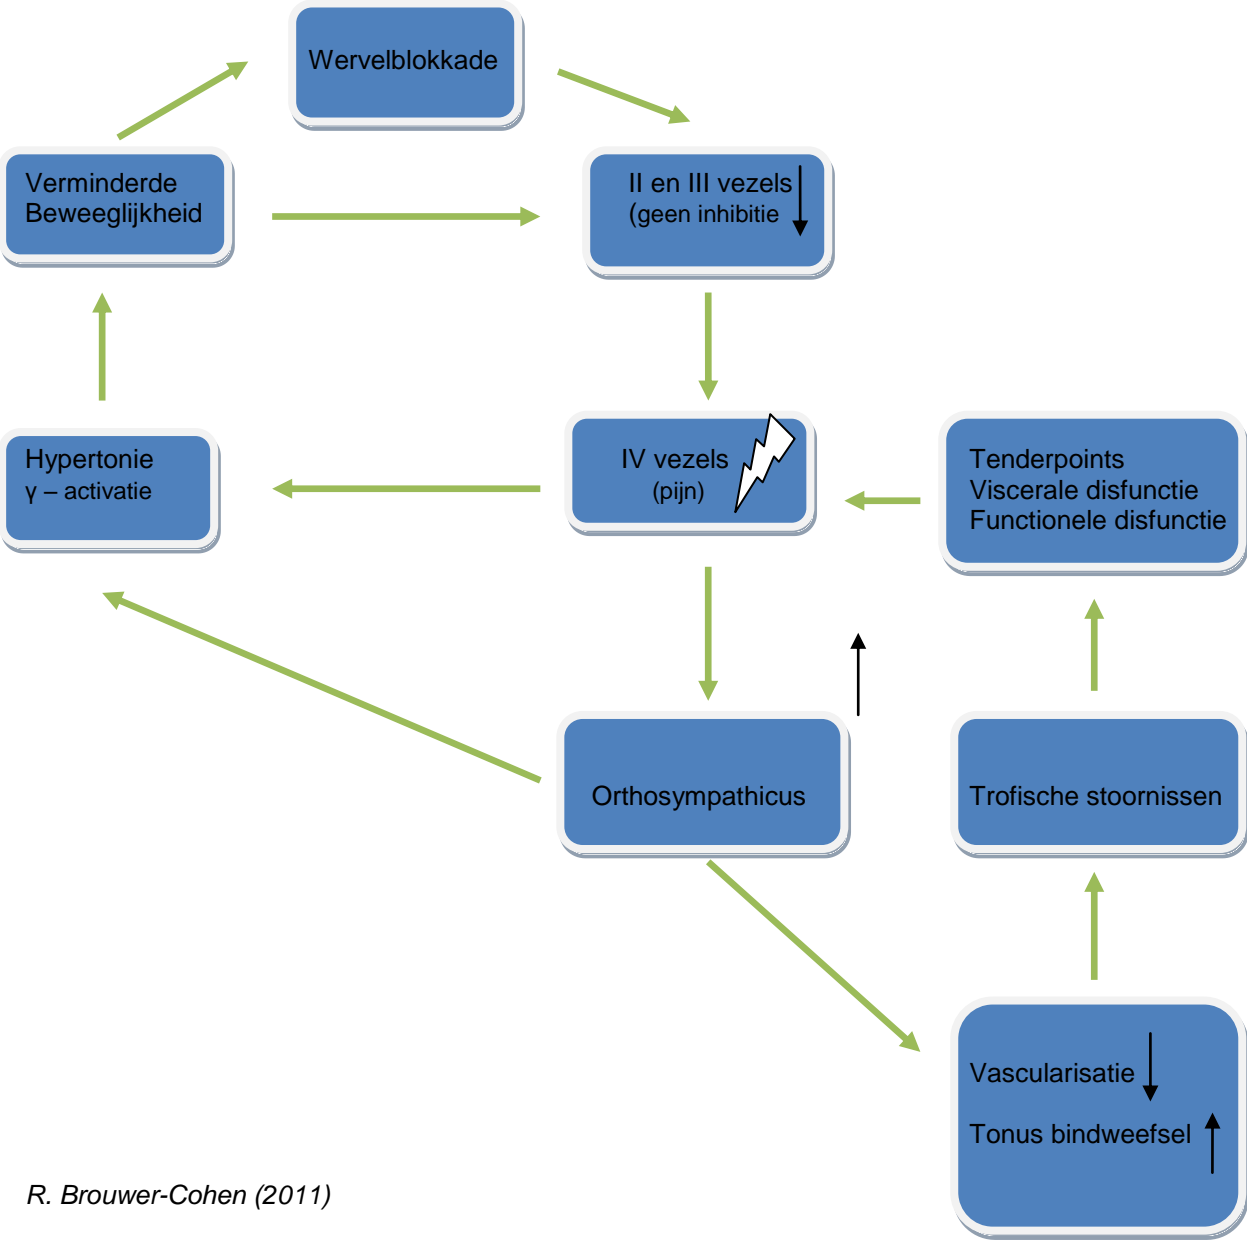 Wervelblokkade
Verminderde
Beweeglijkheid
II en III vezels
(geen inhibitie
Hypertonie
γ – activatie
IV vezels
(pijn)
Tenderpoints
Viscerale disfunctie
Functionele disfunctie
Orthosympathicus
Trofische stoornissen
Vascularisatie
Tonus bindweefsel
R. Brouwer-Cohen (2011)